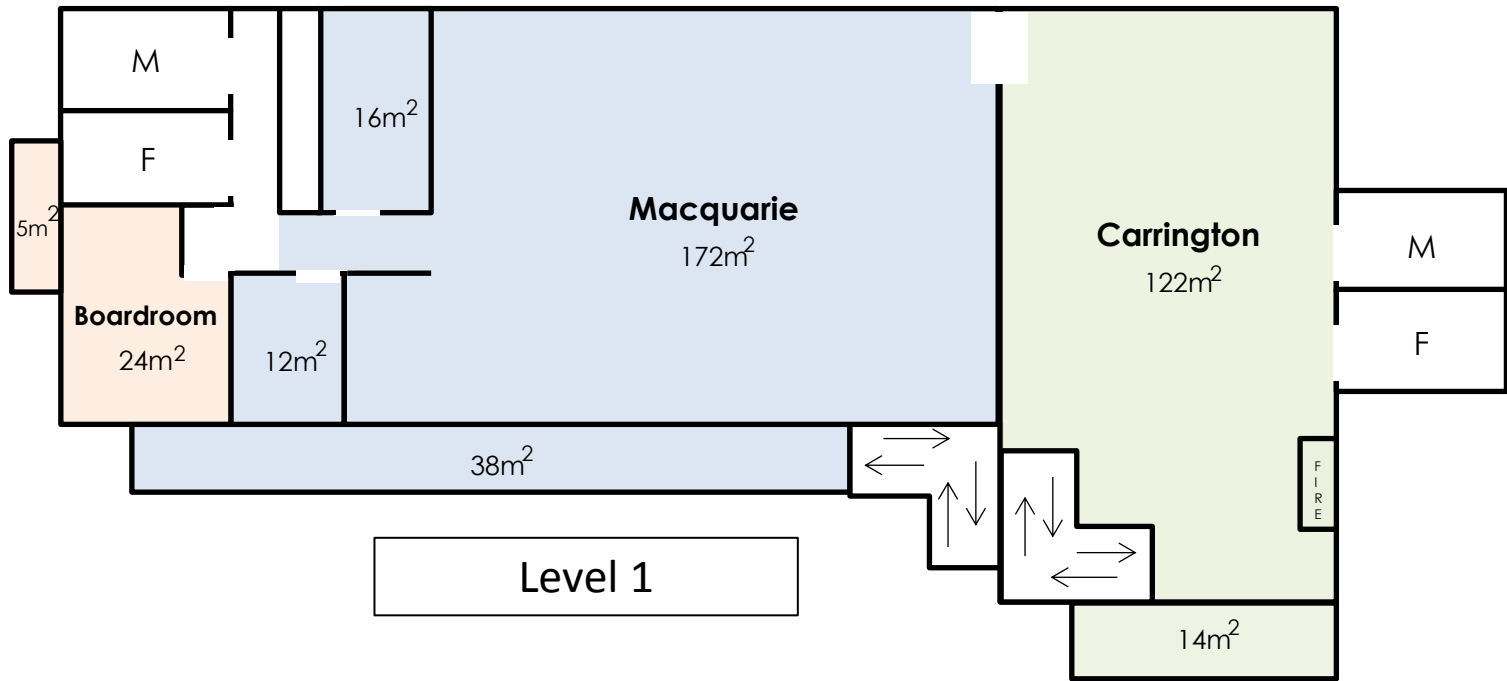 M
F
5m²
Boardroom
24m²
16m²
12m²
Macquarie
172m²
38m²
Carrington
122m²
M
F
FIRE
14m²
Level 1